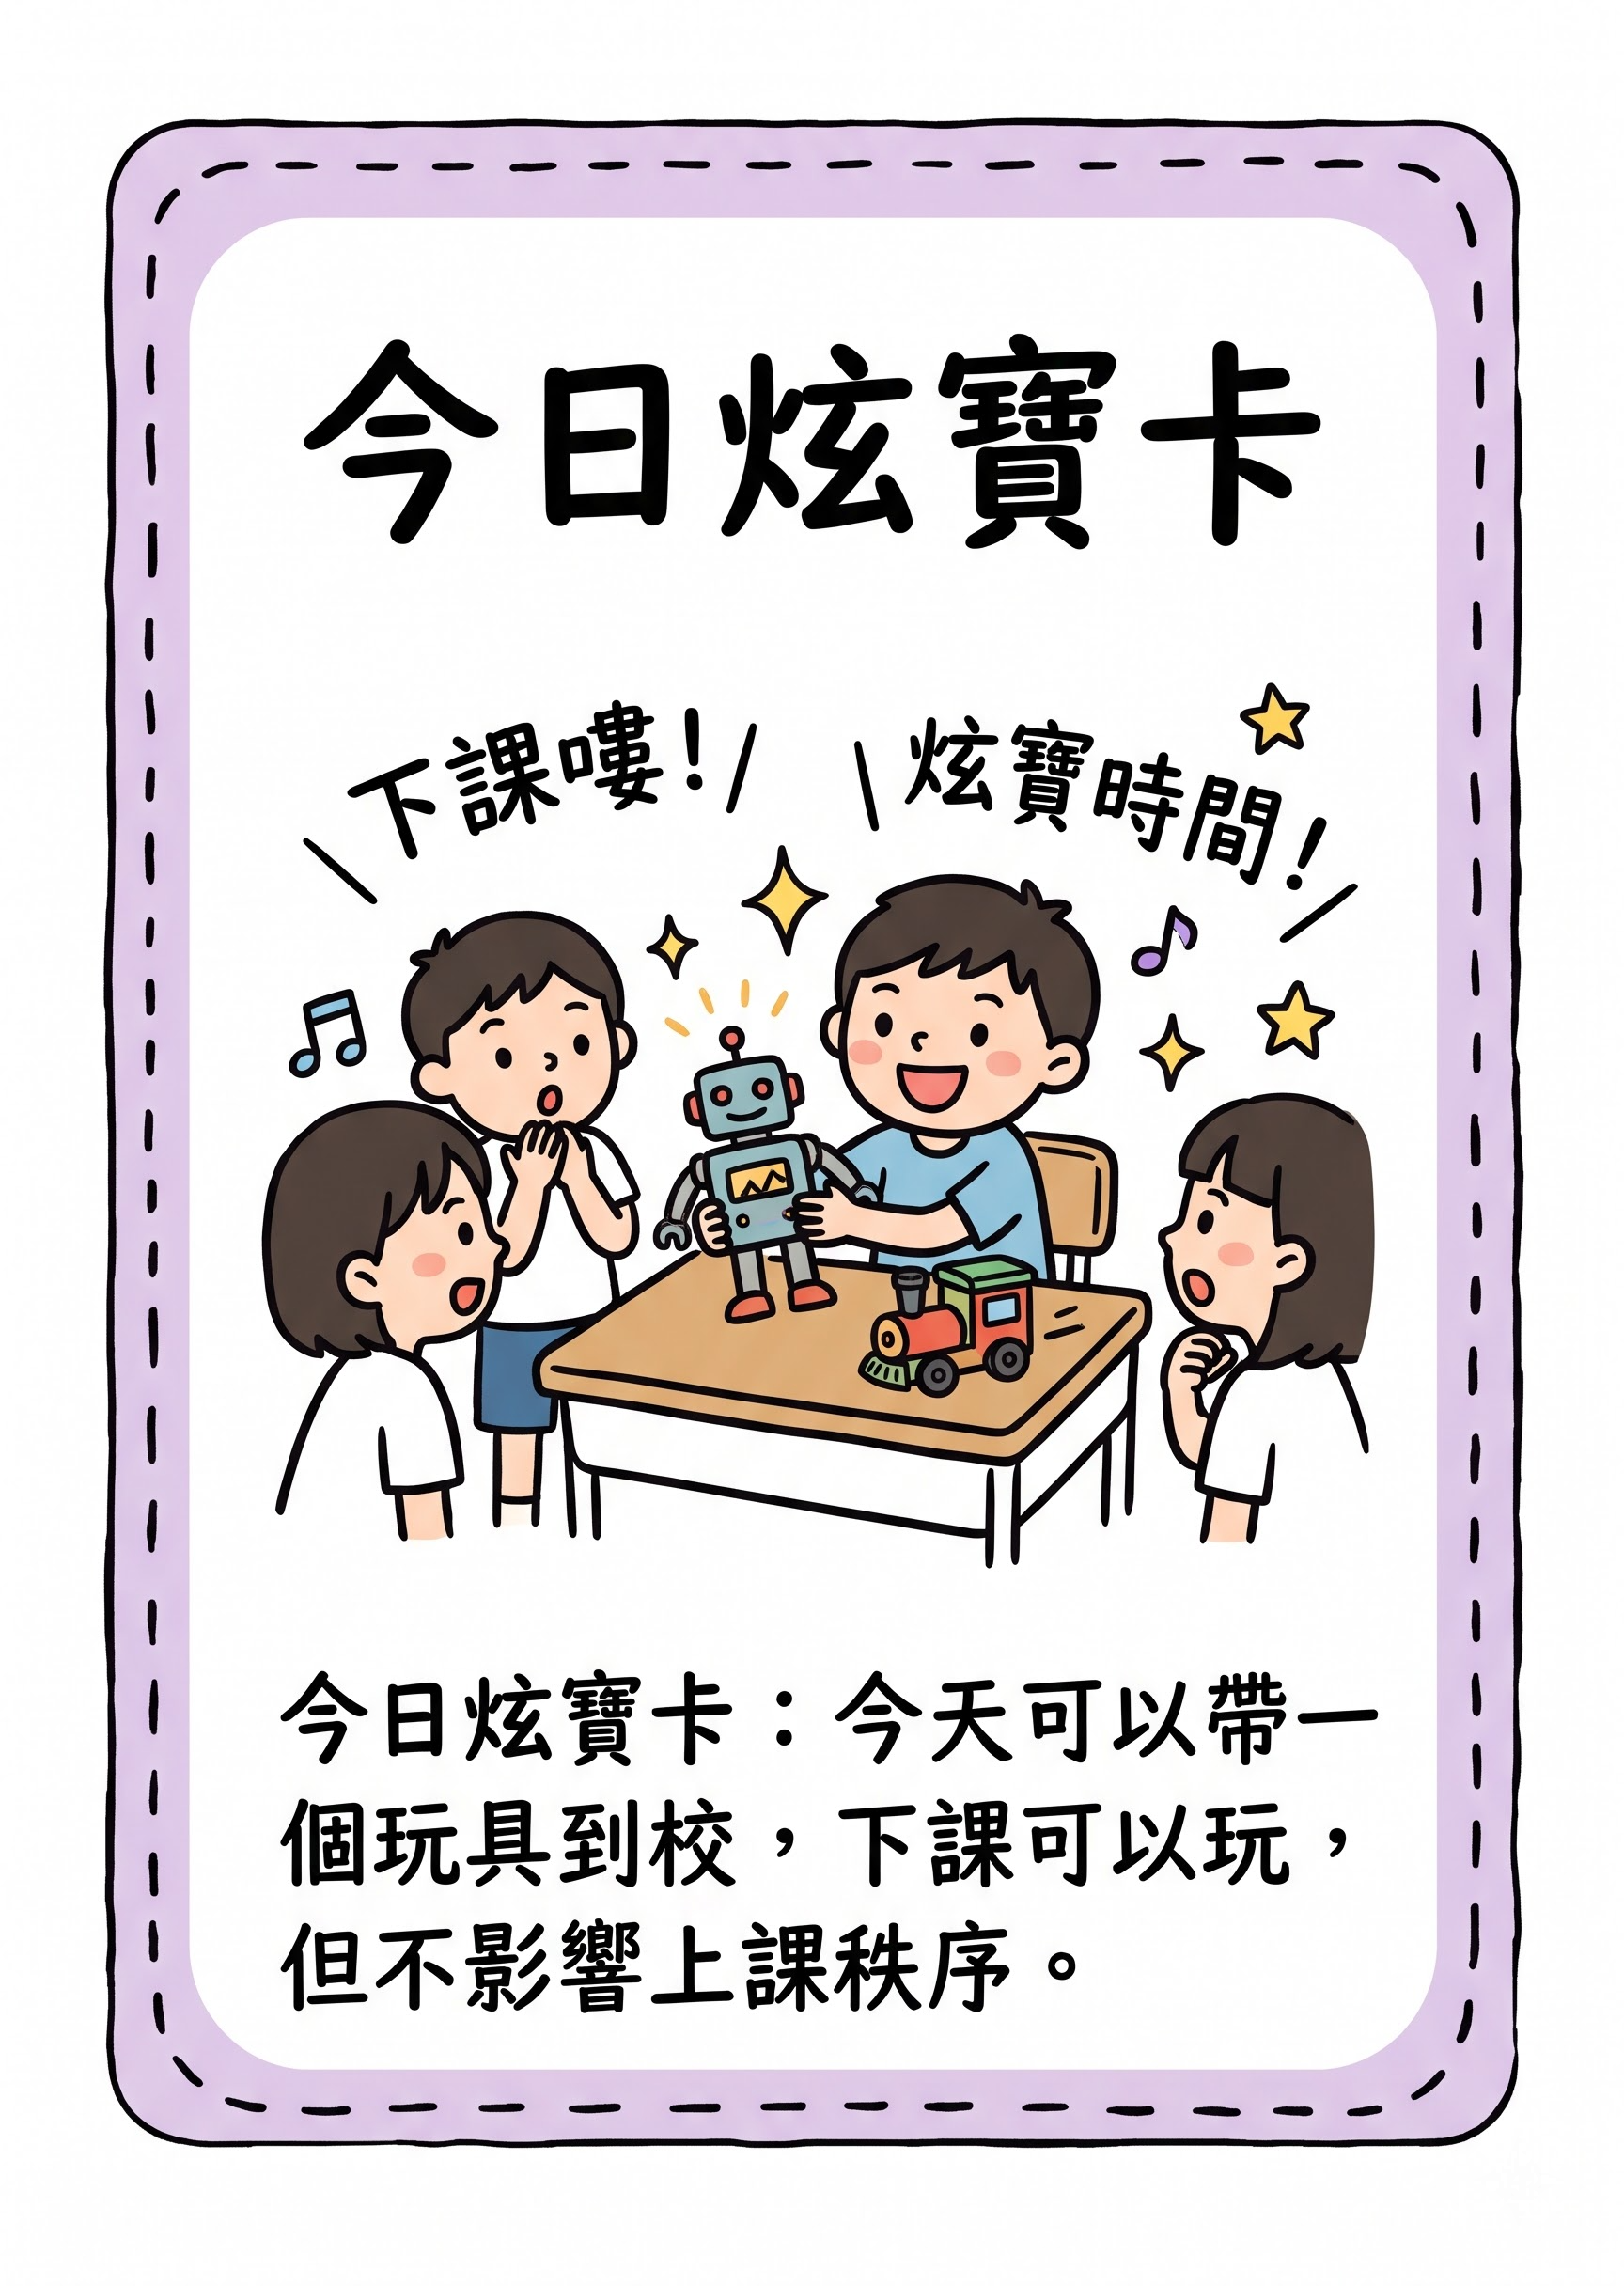 今日炫寶卡
下課嘍!
炫寶時間!
今日炫寶卡：今天可以帶一
個玩具到校，下課可以玩，
但不影響上課秩序。